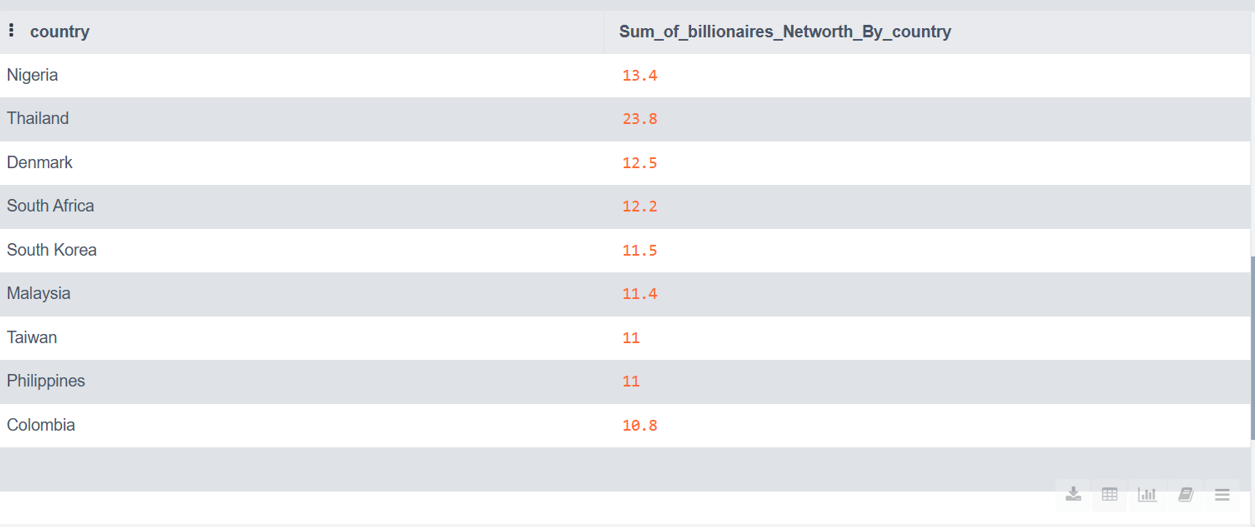 country Sum_of_billionaires_Networth_By_country
Nigeria 13.4
Thailand 23.8
Denmark 12.5
South Africa 12.2
South Korea 11.5
Malaysia 11.4
Taiwan 11
Philippines 11
Colombia 10.8